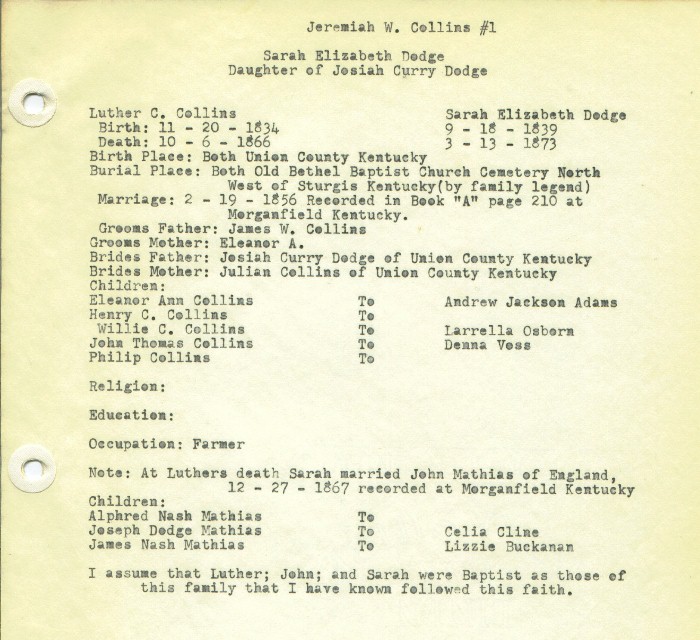 Jeremiah W. Collins #1
Sarah Elizabeth Dodge
Daughter of Josiah Curry Dodge
Luther C. Collins Sarah Elizabeth Dodge
Birth: 11 - 20 - 1834 9 - 18 - 1839
Death: 10 - 6 - 1866 3 - 13 - 1873
Birth Place: Both Union County Kentucky
Burial Place: Both Old Bethel Baptist Church Cemetery North
West of Sturgis Kentucky(by family legend)
Marriage: 2 - 19 - 1856 Recorded in Book "A" page 210 at
Morganfield Kentucky.
Grooms Father: James W. Collins
Grooms Mother: Eleanor A.
Brides Father: Josiah Curry Dodge of Union County Kentucky
Brides Mother: Julian Collins of Union County Kentucky
Children:
Eleanor Ann Collins To Andrew Jackson Adams
Henry C. Collins To
Willie C. Collins To Larrella Osborn
John Thomas Collins To Donna Voss
Philip Collins To
Religion:
Education:
Occupation: Farmer
Note: At Luthers death Sarah married John Mathias of England,
12 - 27 - 1867 recorded at Morganfield Kentucky
Children:
Alphred Nash Mathias To
Joseph Dodge Mathias To Celia Cline
James Nash Mathias To Lizzie Buckanan
I assume that Luther; John; and Sarah were Baptist as those of
this family that I have known followed this faith.